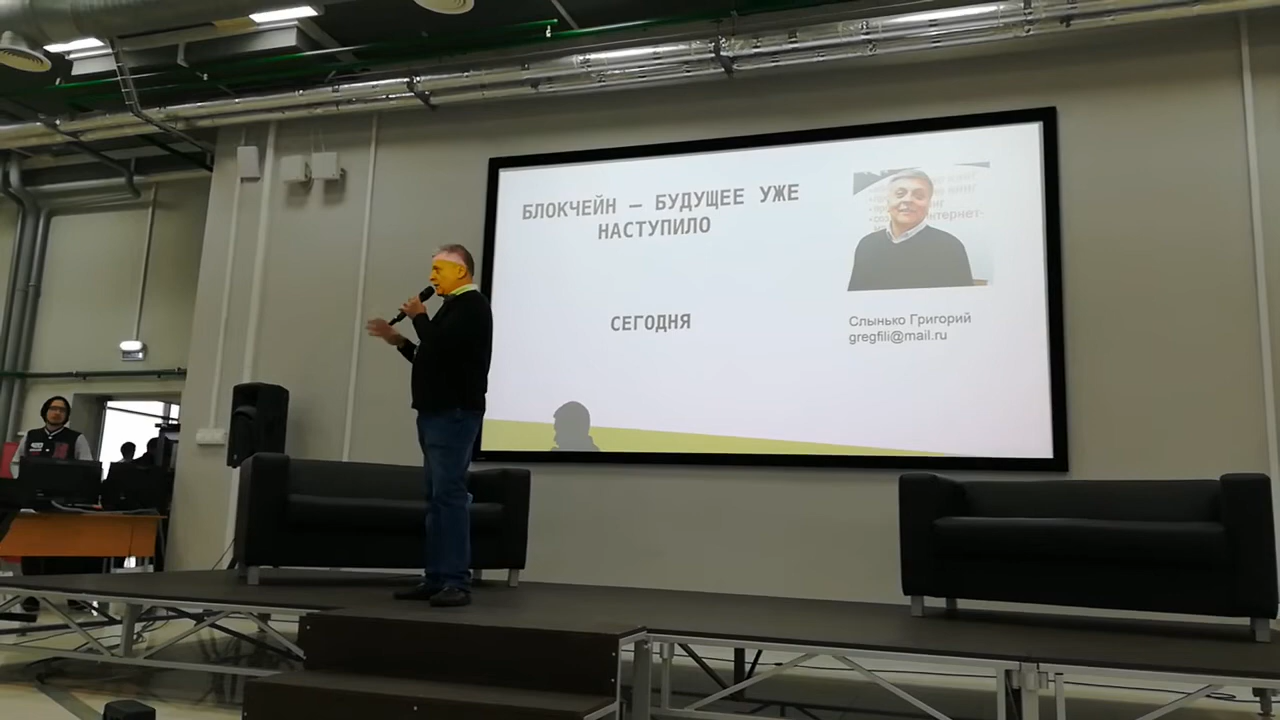 БЛОКЧЕЙН – БУДУЩЕЕ УЖЕ
НАСТУПИЛО
СЕГОДНЯ
Слынько Григорий
gregfili@mail.ru